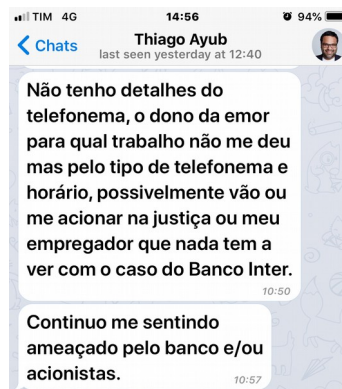 TIM 4G 14:56 94%
Chats Thiago Ayub
last seen yesterday at 12:40
Não tenho detalhes do
telefonema, o dono da emor
para qual trabalho não me deu
mas pelo tipo de telefonema e
horário, possivelmente vão ou
me acionar na justiça ou meu
empregador que nada tem a
ver com o caso do Banco Inter.
10:50
Continuo me sentindo
ameaçado pelo banco e/ou
acionistas.
10:57